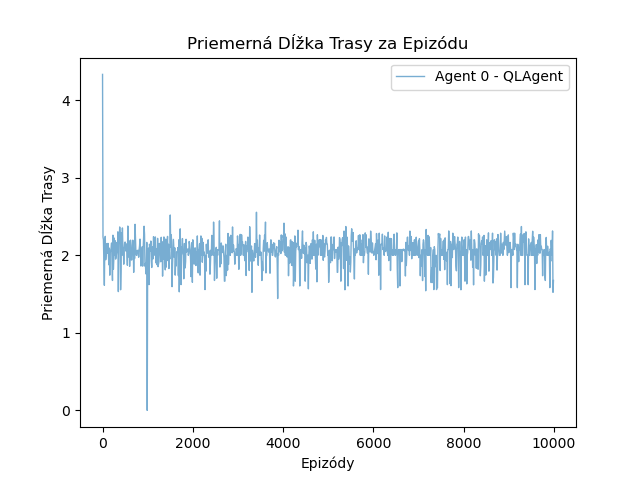 Priemerná Dĺžka Trasy za Epizódu
Agent 0 - QLAgent
Priemerná Dĺžka Trasy
4
3
2
1
0
0 2000 4000 6000 8000 10000
Epizódy